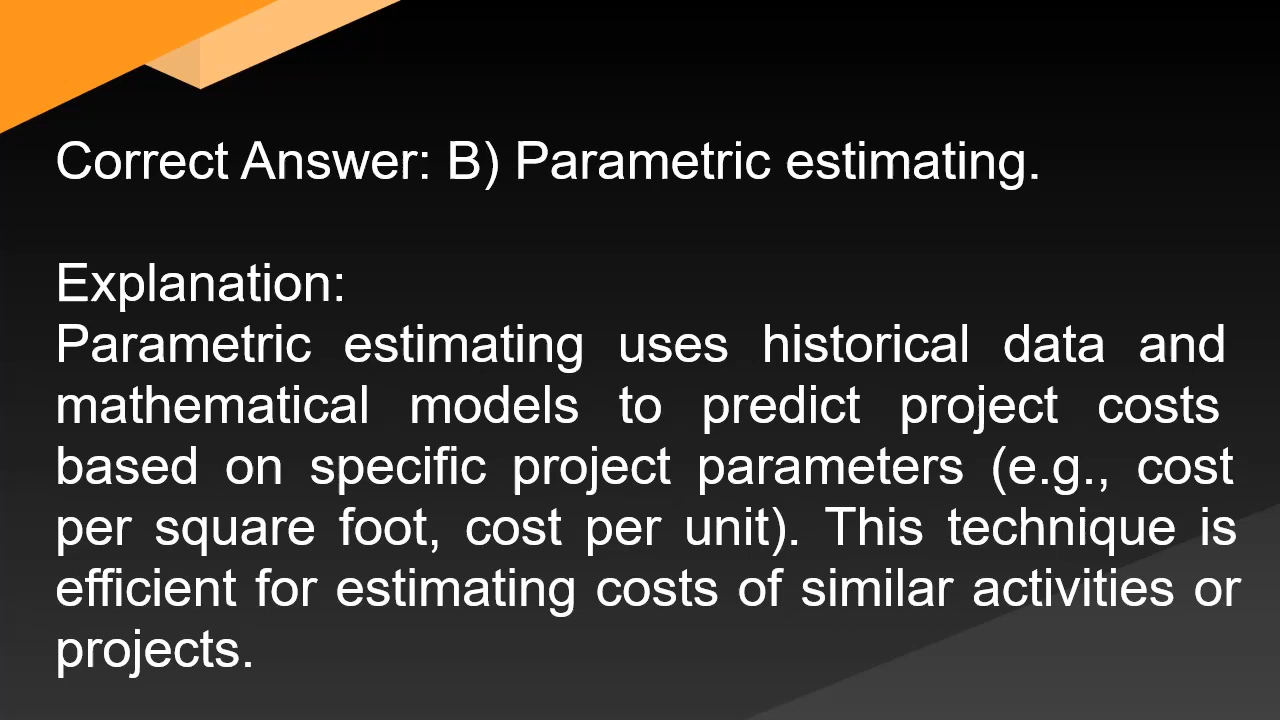 Correct Answer: B) Parametric estimating.
Explanation:
Parametric estimating uses historical data and
mathematical models to predict project costs
based on specific project parameters (e.g., cost
per square foot, cost per unit). This technique is
efficient for estimating costs of similar activities or
projects.